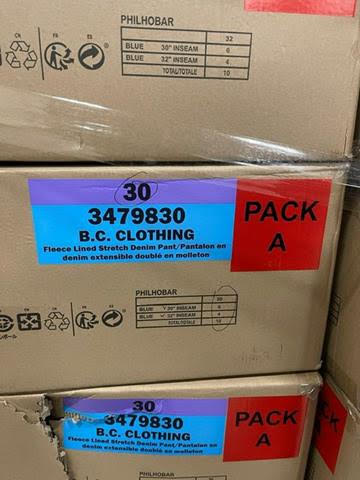 PHILHOBAR
32
BLUE 30" INSEAM 6
BLUE 32" INSEAM 4
TOTAL/TOTALE 10
30
3479830
B.C. CLOTHING
Fleece Lined Stretch Denim Pant/Pantalon en
denim extensible doublé en molleton
PACK
A
PHILHOBAR
30
BLUE 30" INSEAM 6
BLUE 32" INSEAM 4
TOTAL/TOTALE 10
30
3479830
B.C. CLOTHING
Fleece Lined Stretch Denim Pant/Pantalon en
denim extensible doublé en molleton
PACK
A
PHILHOBAR